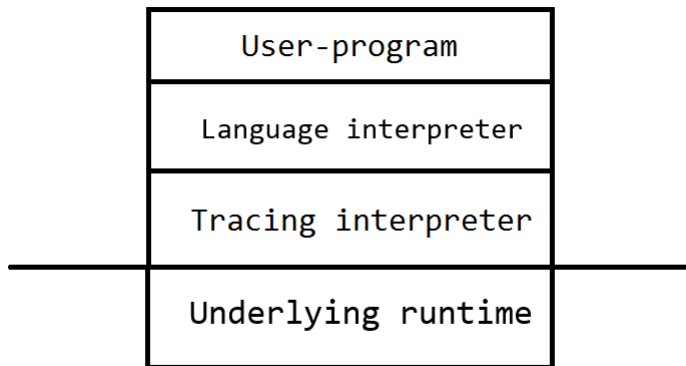 User-program
Language interpreter
Tracing interpreter
Underlying runtime